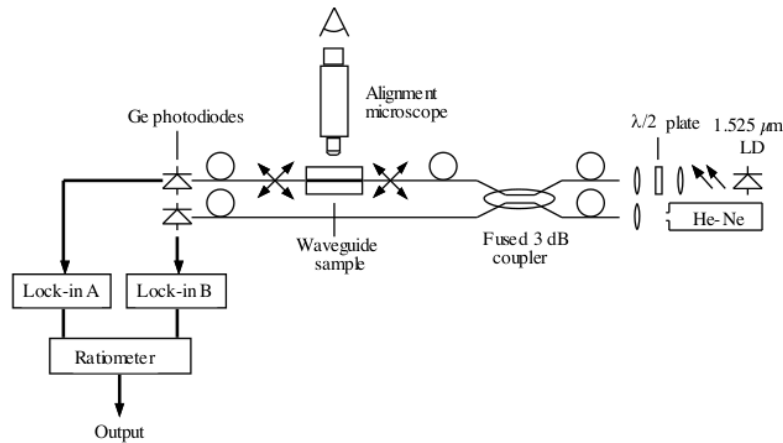 Ge photodiodes
Alignment
microscope
λ/2 plate
1.525 μm
LD
He-Ne
Waveguide
sample
Fused 3 dB
coupler
Lock-in A
Lock-in B
Ratiometer
Output